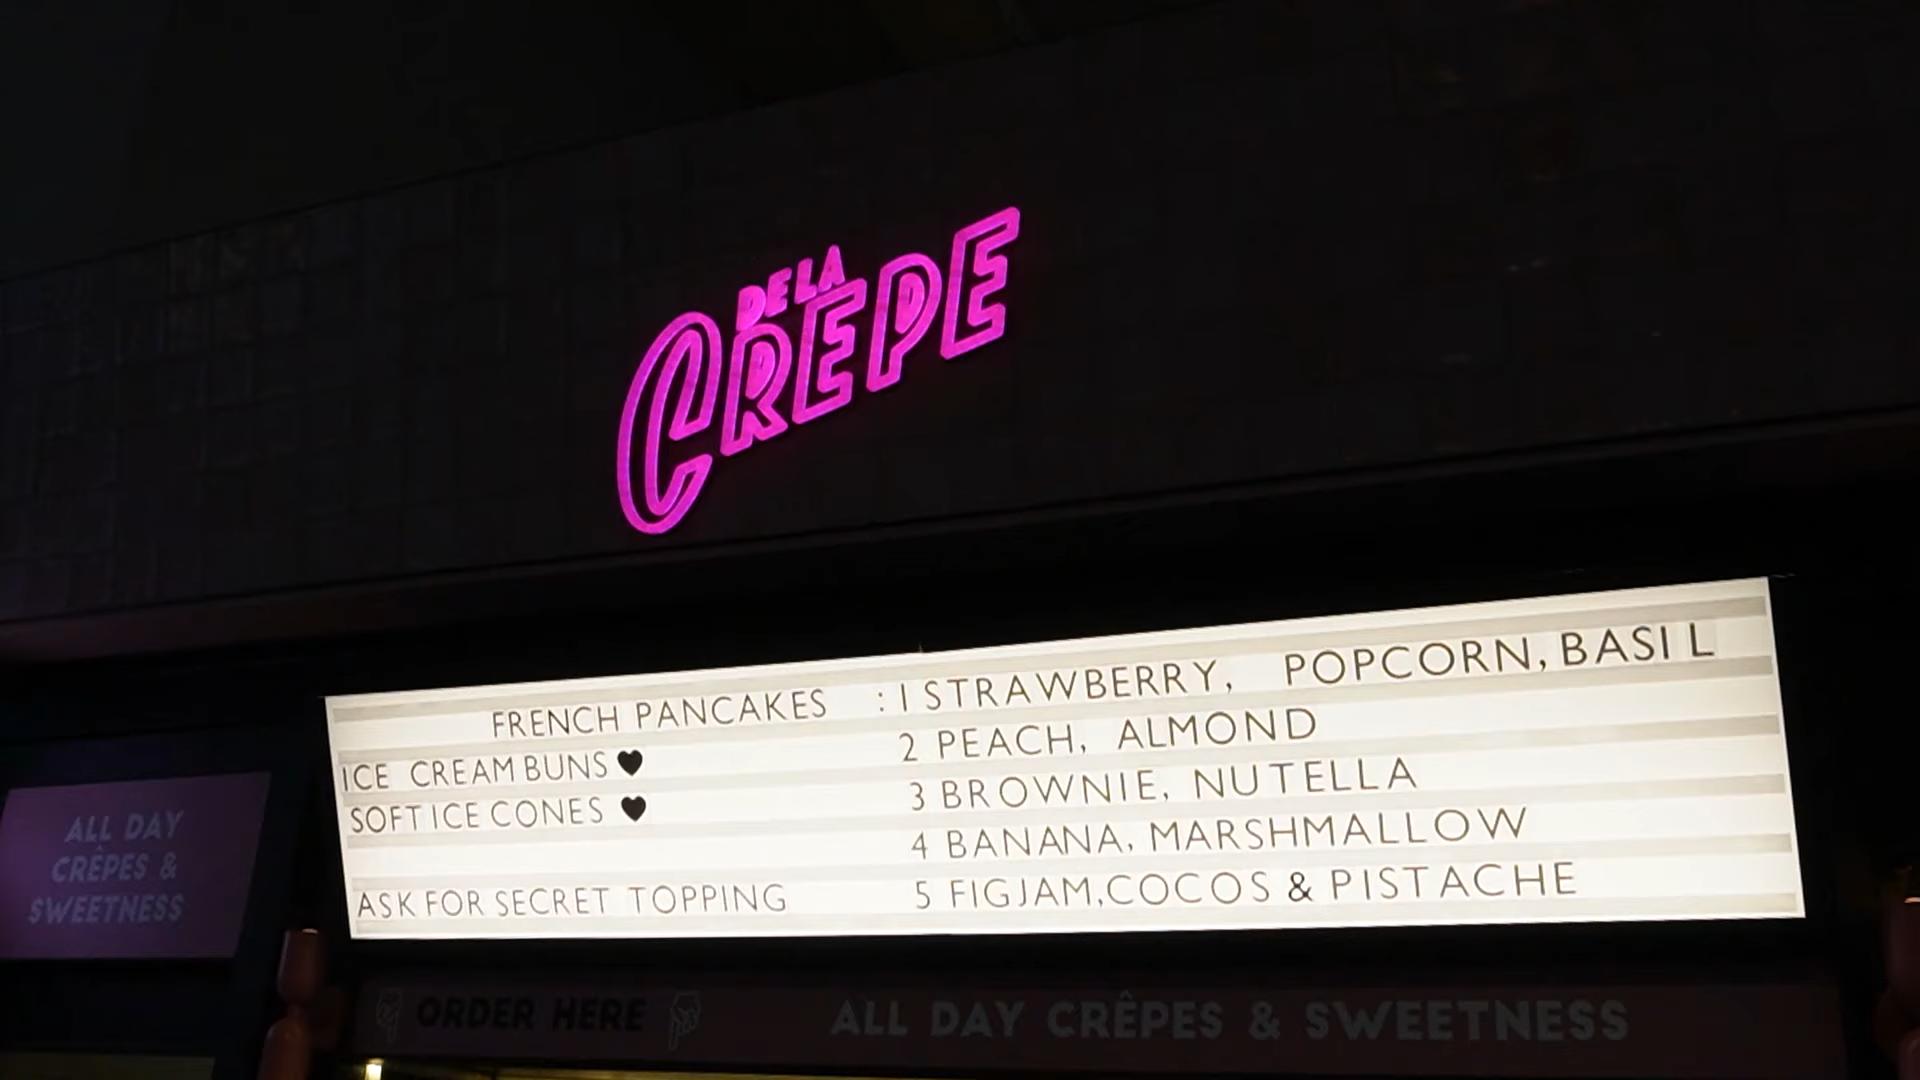 DE LA
CREPE
FRENCH PANCAKES : 1 STRAWBERRY, POPCORN, BASIL
ICE CREAM BUNS ♥ 2 PEACH, ALMOND
SOFT ICE CONES ♥ 3 BROWNIE, NUTELLA
4 BANANA, MARSHMALLOW
ASK FOR SECRET TOPPING 5 FIGJAM, COCOS & PISTACHE
ALL DAY
CRÊPES &
SWEETNESS
ORDER HERE ALL DAY CRÊPES & SWEETNESS